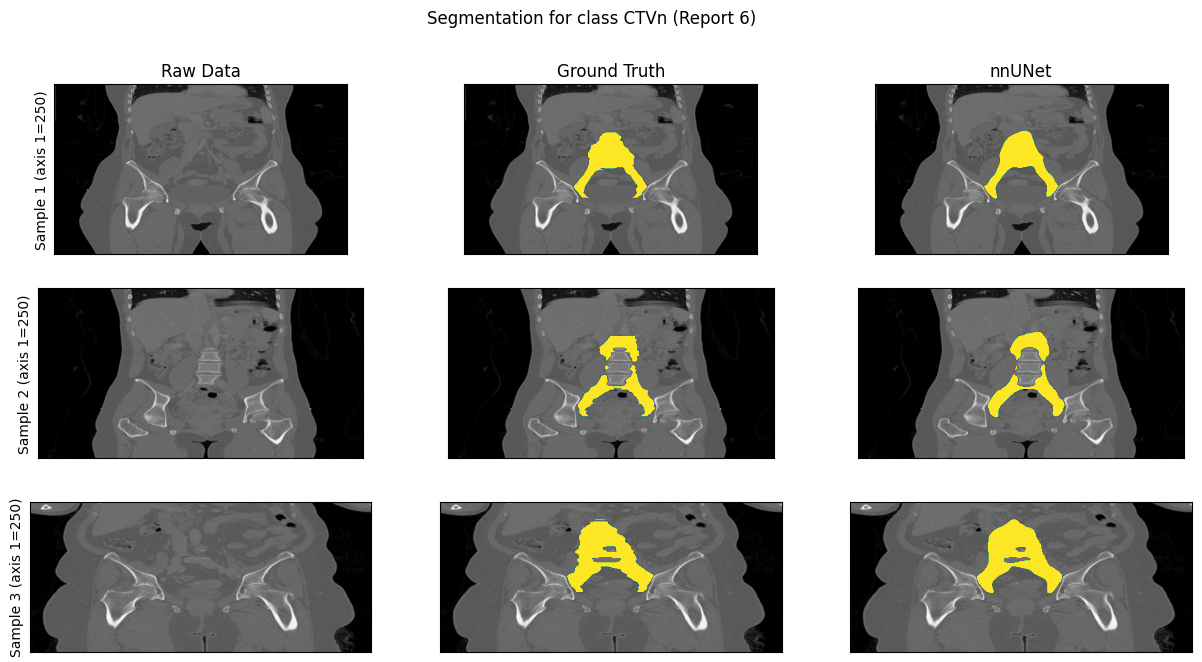 Segmentation for class CTVn (Report 6)
Raw Data
Ground Truth
nnUNet
Sample 1 (axis 1=250)
Sample 2 (axis 1=250)
Sample 3 (axis 1=250)